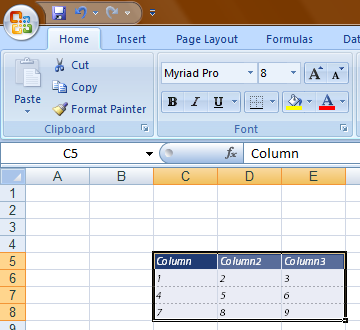 Home Insert Page Layout Formulas Dat
Paste
Cut
Copy
Format Painter
Clipboard
Myriad Pro 8 A A
B I U A
Font
C5 fx Column
A B C D E
1
2
3
4
5 Column Column2 Column3
6 1 2 3
7 4 5 6
8 7 8 9